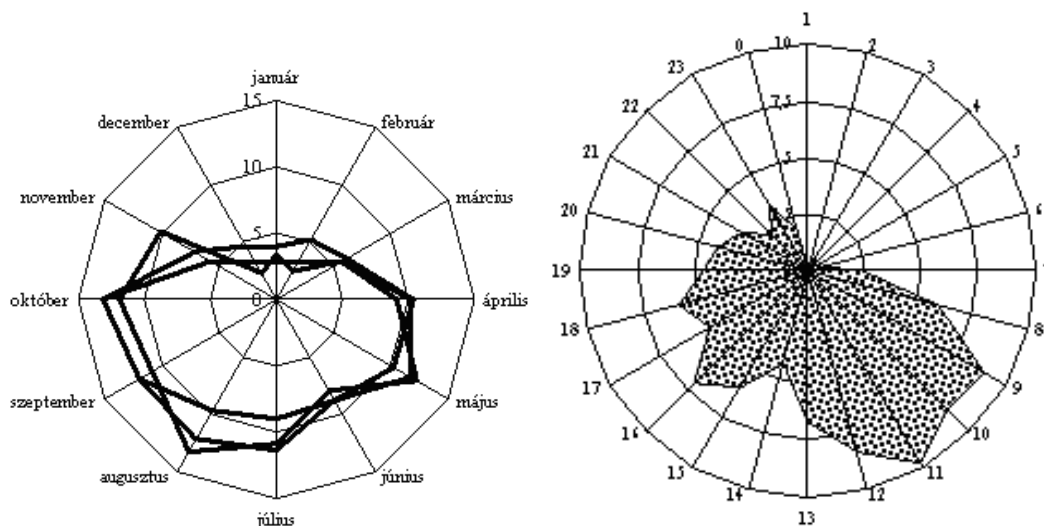 január
február
március
április
május
június
július
augusztus
szeptember
október
november
december
15
10
5
0
1
2
3
4
5
6
8
9
10
11
12
13
14
15
16
17
18
19
20
21
22
23
0
10
7,5
5